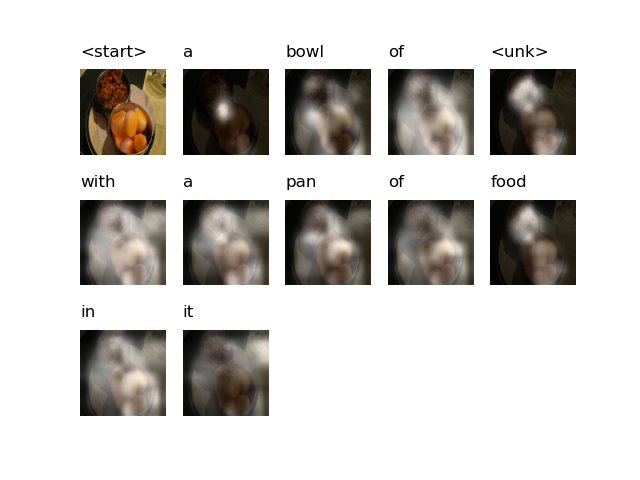 <start> a bowl of <unk>
with a pan of food
in it